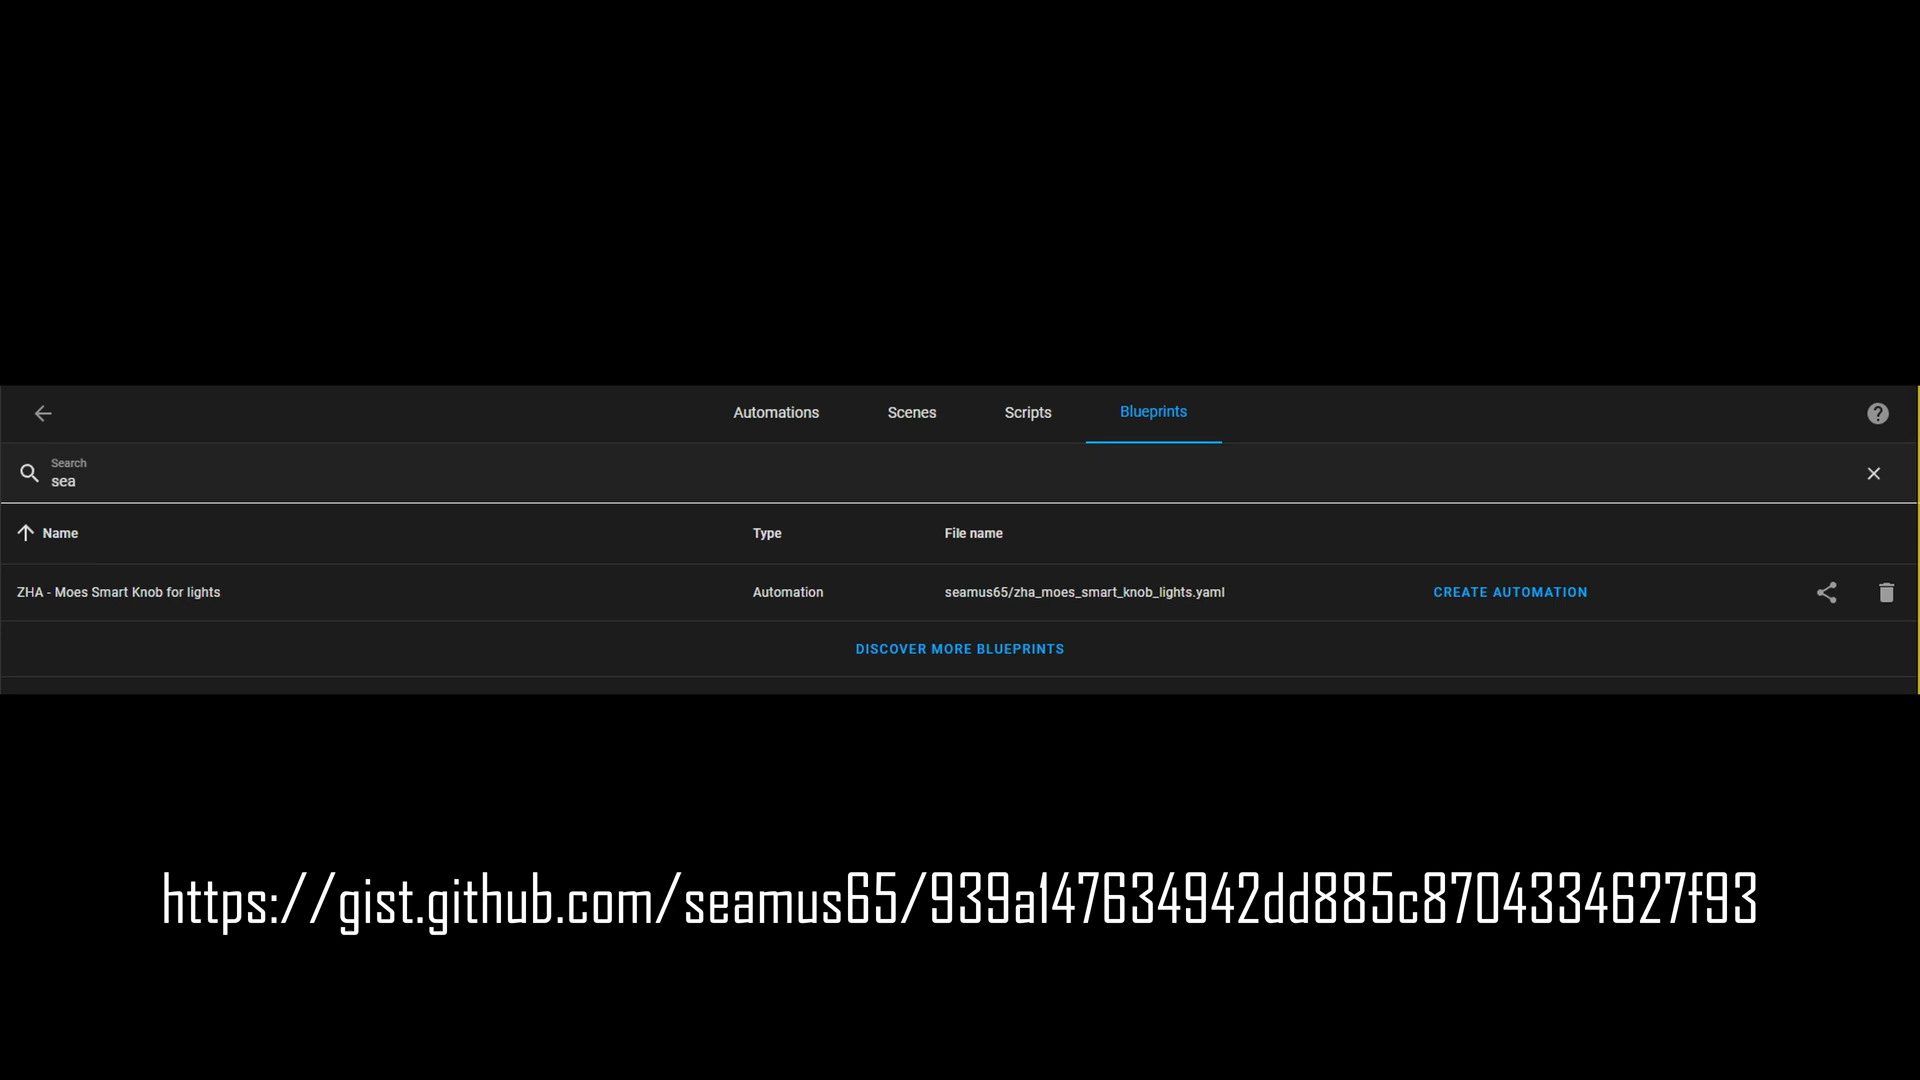 Automations Scenes Scripts Blueprints
Search
sea
Name Type File name
ZHA - Moes Smart Knob for lights Automation seamus65/zha_moes_smart_knob_lights.yaml CREATE AUTOMATION
DISCOVER MORE BLUEPRINTS
https://gist.github.com/seamus65/939a147634942dd885c8704334627f93